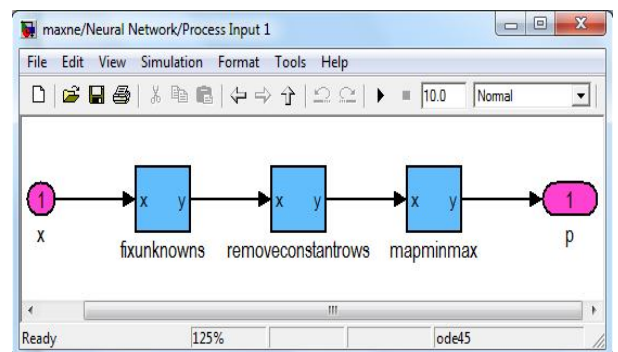 maxne/Neural Network/Process Input 1
File Edit View Simulation Format Tools Help
10.0 Normal
1 x y x y x y 1
x fixunknowns removeconstantrows mapminmax p
Ready 125% ode45